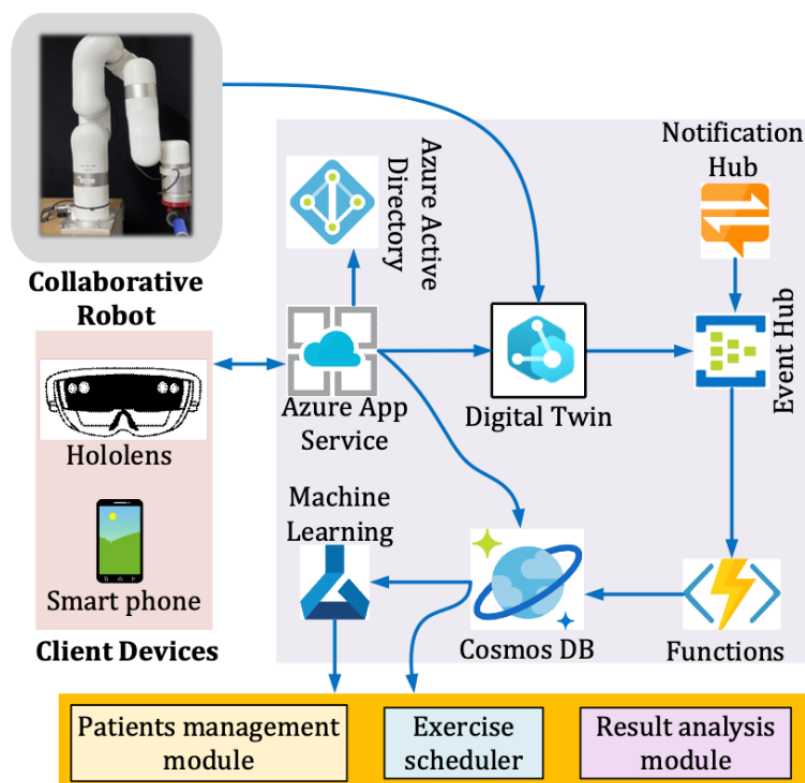 Collaborative
Robot
Azure Active
Directory
Notification
Hub
Event Hub
Azure App
Service
Digital Twin
Hololens
Smart phone
Client Devices
Machine
Learning
Cosmos DB
Functions
Patients management
module
Exercise
scheduler
Result analysis
module